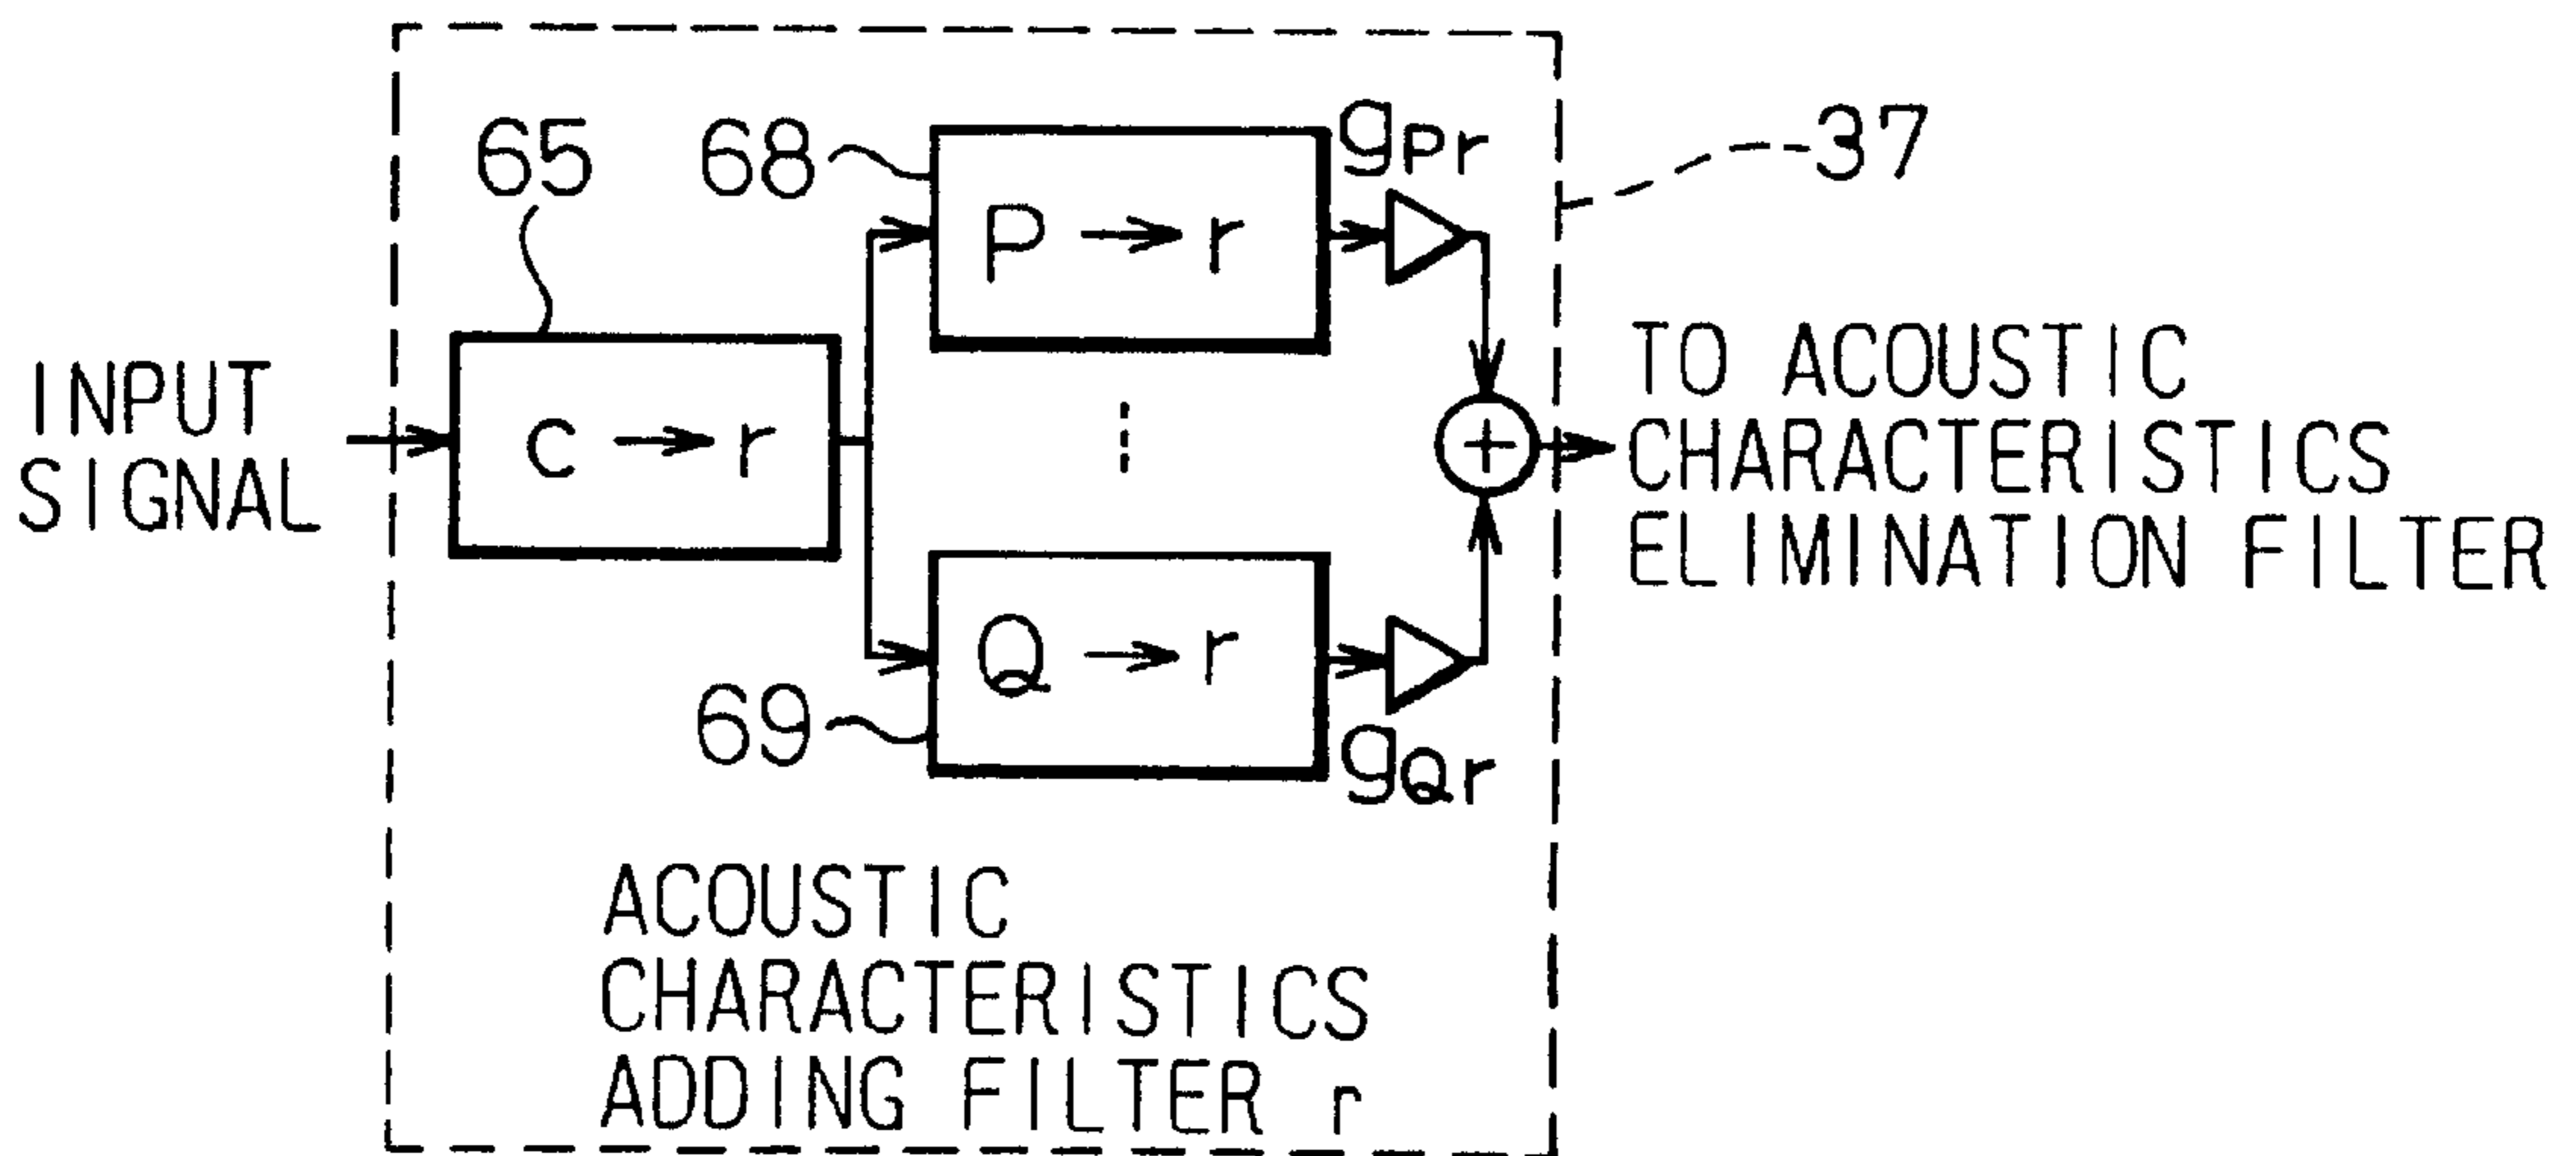 INPUT
SIGNAL
65
c → r
68
P → r
gPr
37
69
Q → r
gQr
+
TO ACOUSTIC
CHARACTERISTICS
ELIMINATION FILTER
ACOUSTIC
CHARACTERISTICS
ADDING FILTER r